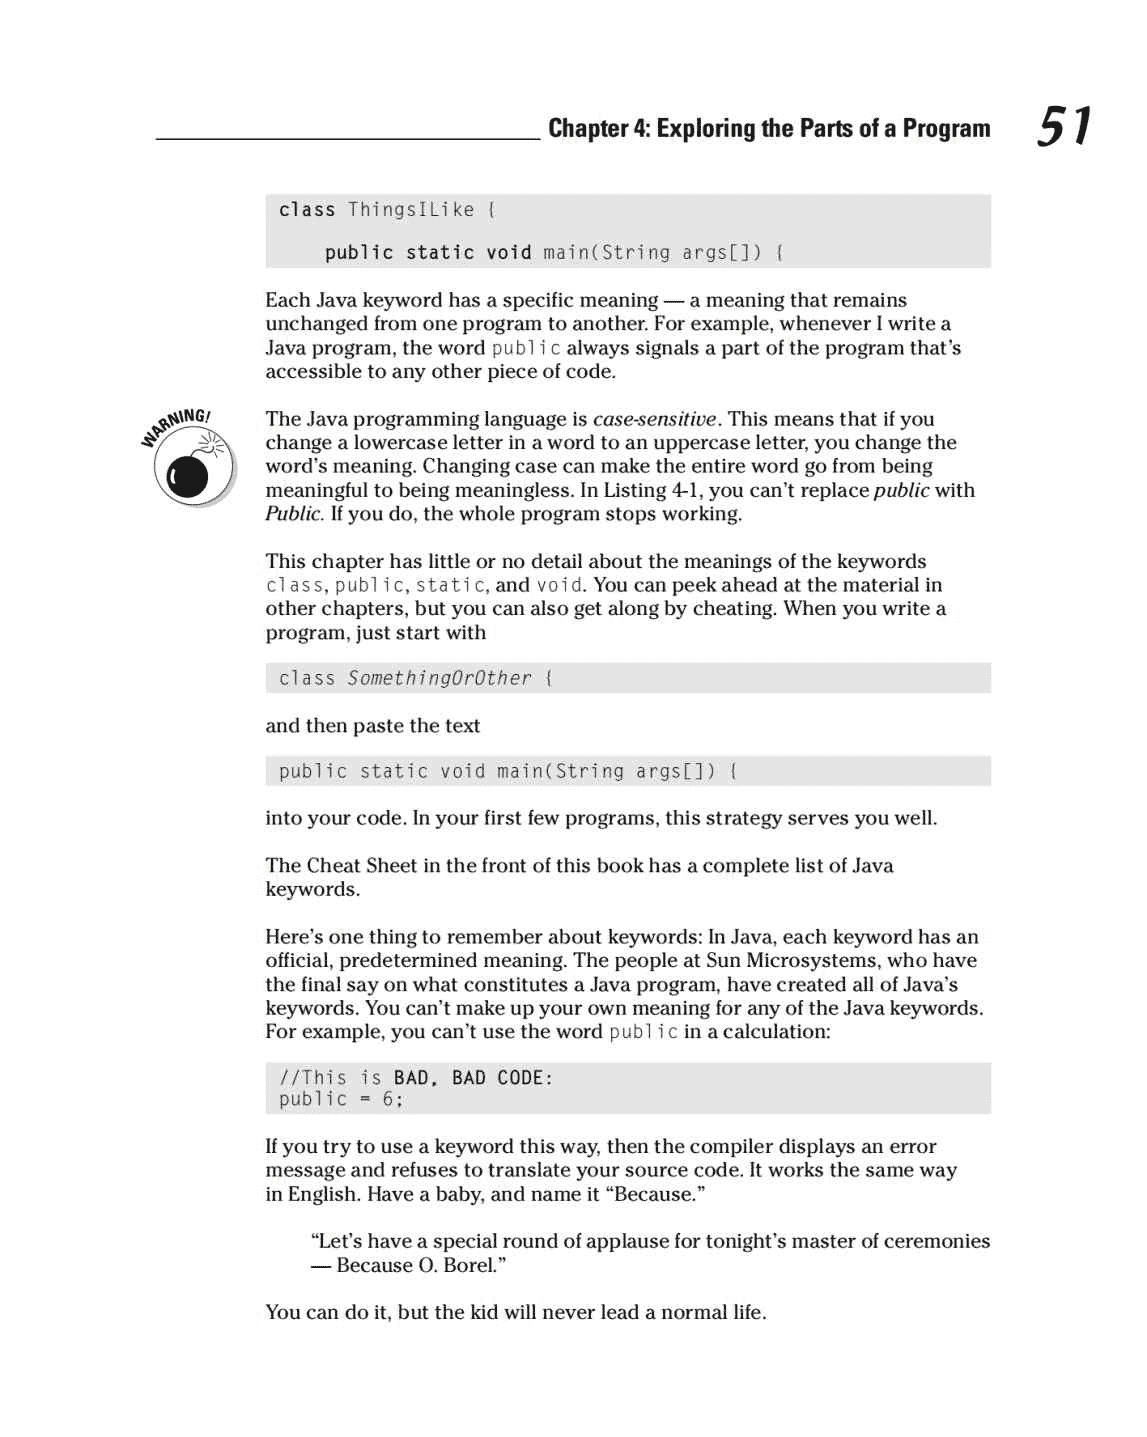 Chapter 4: Exploring the Parts of a Program 51
class ThingsILike {
public static void main(String args[]) {
Each Java keyword has a specific meaning — a meaning that remains
unchanged from one program to another. For example, whenever I write a
Java program, the word public always signals a part of the program that’s
accessible to any other piece of code.
WARNING!
The Java programming language is case-sensitive. This means that if you
change a lowercase letter in a word to an uppercase letter, you change the
word’s meaning. Changing case can make the entire word go from being
meaningful to being meaningless. In Listing 4-1, you can’t replace public with
Public. If you do, the whole program stops working.
This chapter has little or no detail about the meanings of the keywords
class, public, static, and void. You can peek ahead at the material in
other chapters, but you can also get along by cheating. When you write a
program, just start with
class SomethingOrOther {
and then paste the text
public static void main(String args[]) {
into your code. In your first few programs, this strategy serves you well.
The Cheat Sheet in the front of this book has a complete list of Java
keywords.
Here’s one thing to remember about keywords: In Java, each keyword has an
official, predetermined meaning. The people at Sun Microsystems, who have
the final say on what constitutes a Java program, have created all of Java’s
keywords. You can’t make up your own meaning for any of the Java keywords.
For example, you can’t use the word public in a calculation:
//This is BAD, BAD CODE:
public = 6;
If you try to use a keyword this way, then the compiler displays an error
message and refuses to translate your source code. It works the same way
in English. Have a baby, and name it “Because.”
“Let’s have a special round of applause for tonight’s master of ceremonies
— Because O. Borel.”
You can do it, but the kid will never lead a normal life.